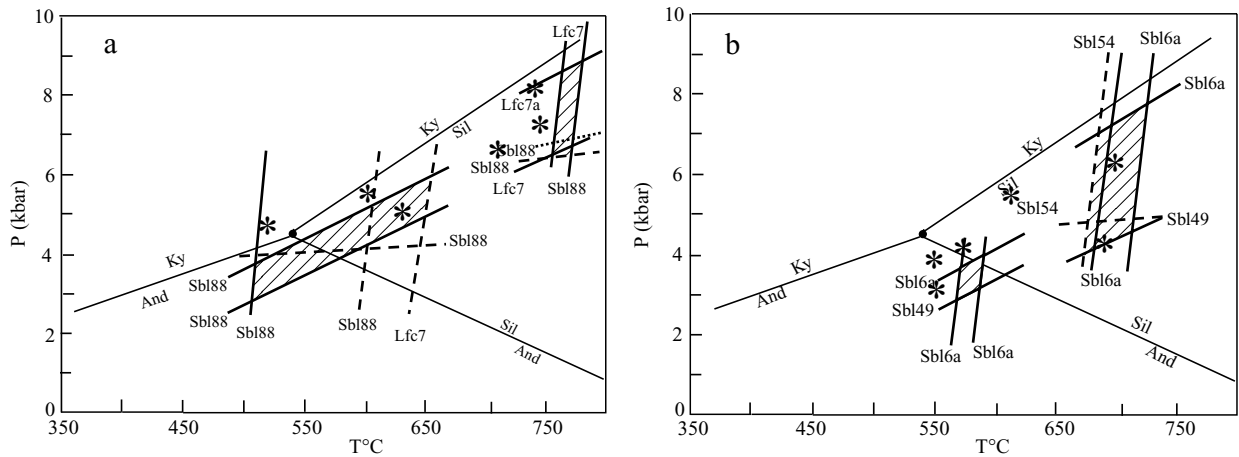 a
10
8
6
4
2
0
P (kbar)
350
450
550
650
750
T°C
Ky
Sil
Ky
And
Sil
And
Lfc7
Lfc7a
Sbl88
Sbl88
Lfc7
Sbl88
Sbl88
Sbl88
Sbl88
Sbl88
Sbl88
Lfc7
b
10
8
6
4
2
0
P (kbar)
350
450
550
650
750
T°C
Ky
Sil
Ky
And
Sil
And
Sbl54
Sbl6a
Sbl6a
Sbl54
Sbl49
Sbl6a
Sbl6a
Sbl49
Sbl6a
Sbl6a